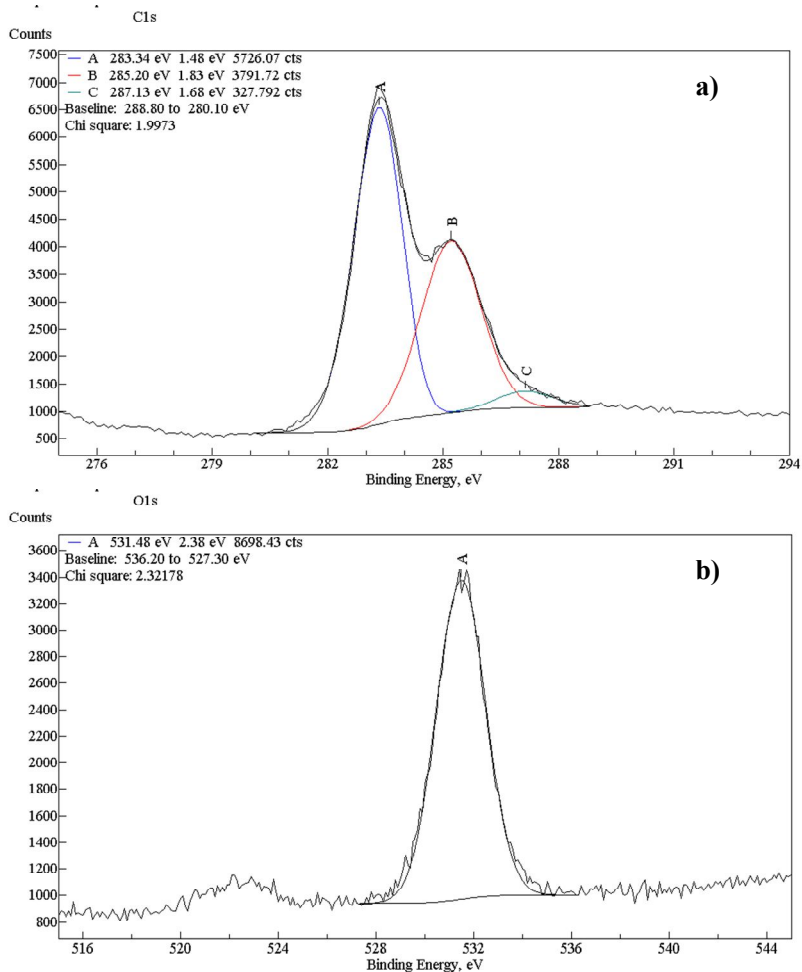 C1s
Counts
A 283.34 eV 1.48 eV 5726.07 cts
B 285.20 eV 1.83 eV 3791.72 cts
C 287.13 eV 1.68 eV 327.792 cts
Baseline: 288.80 to 280.10 eV
Chi square: 1.9973
a)
A
B
C
7500
7000
6500
6000
5500
5000
4500
4000
3500
3000
2500
2000
1500
1000
500
276 279 282 285 288 291 294
Binding Energy, eV
O1s
Counts
A 531.48 eV 2.38 eV 8698.43 cts
Baseline: 536.20 to 527.30 eV
Chi square: 2.32178
b)
A
3600
3400
3200
3000
2800
2600
2400
2200
2000
1800
1600
1400
1200
1000
800
516 520 524 528 532 536 540 544
Binding Energy, eV